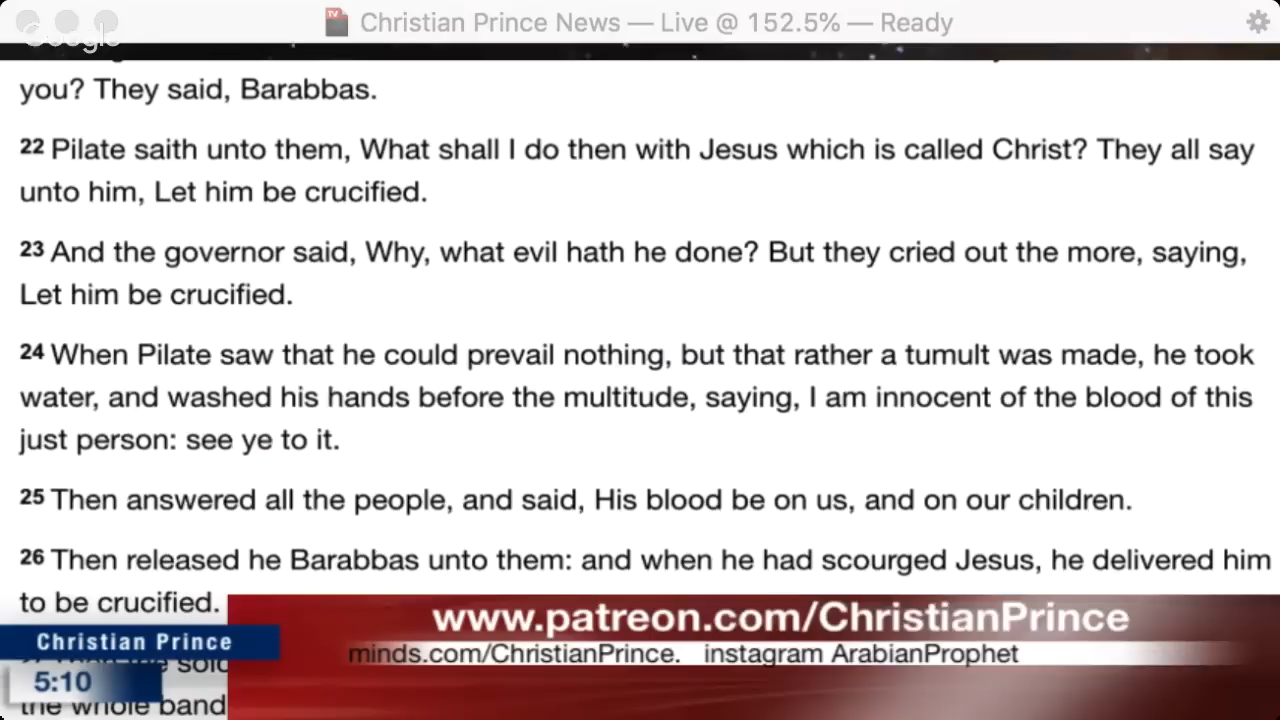 Christian Prince News — Live @ 152.5% — Ready
Google
you? They said, Barabbas.
22 Pilate saith unto them, What shall I do then with Jesus which is called Christ? They all say
unto him, Let him be crucified.
23 And the governor said, Why, what evil hath he done? But they cried out the more, saying,
Let him be crucified.
24 When Pilate saw that he could prevail nothing, but that rather a tumult was made, he took
water, and washed his hands before the multitude, saying, I am innocent of the blood of this
just person: see ye to it.
25 Then answered all the people, and said, His blood be on us, and on our children.
26 Then released he Barabbas unto them: and when he had scourged Jesus, he delivered him
to be crucified.
www.patreon.com/ChristianPrince
Christian Prince
minds.com/ChristianPrince. instagram ArabianProphet
5:10
the whole band